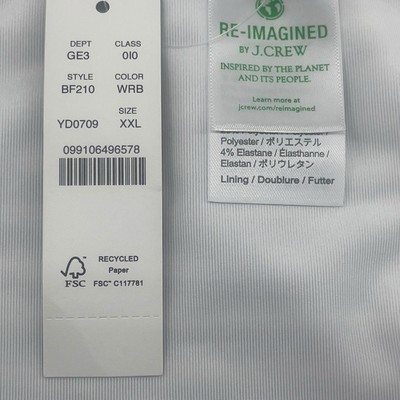 DEPT CLASS
GE3 0I0
STYLE COLOR
BF210 WRB
SIZE
YD0709 XXL
099106496578
FSC
RECYCLED
Paper
FSC® C117781
RE-IMAGINED
BY J.CREW
INSPIRED BY THE PLANET
AND ITS PEOPLE.
Learn more at
jcrew.com/reimagined
Polyester / ポリエステル
4% Elastane / Élasthanne /
Elastan / ポリウレタン
Lining / Doublure / Futter